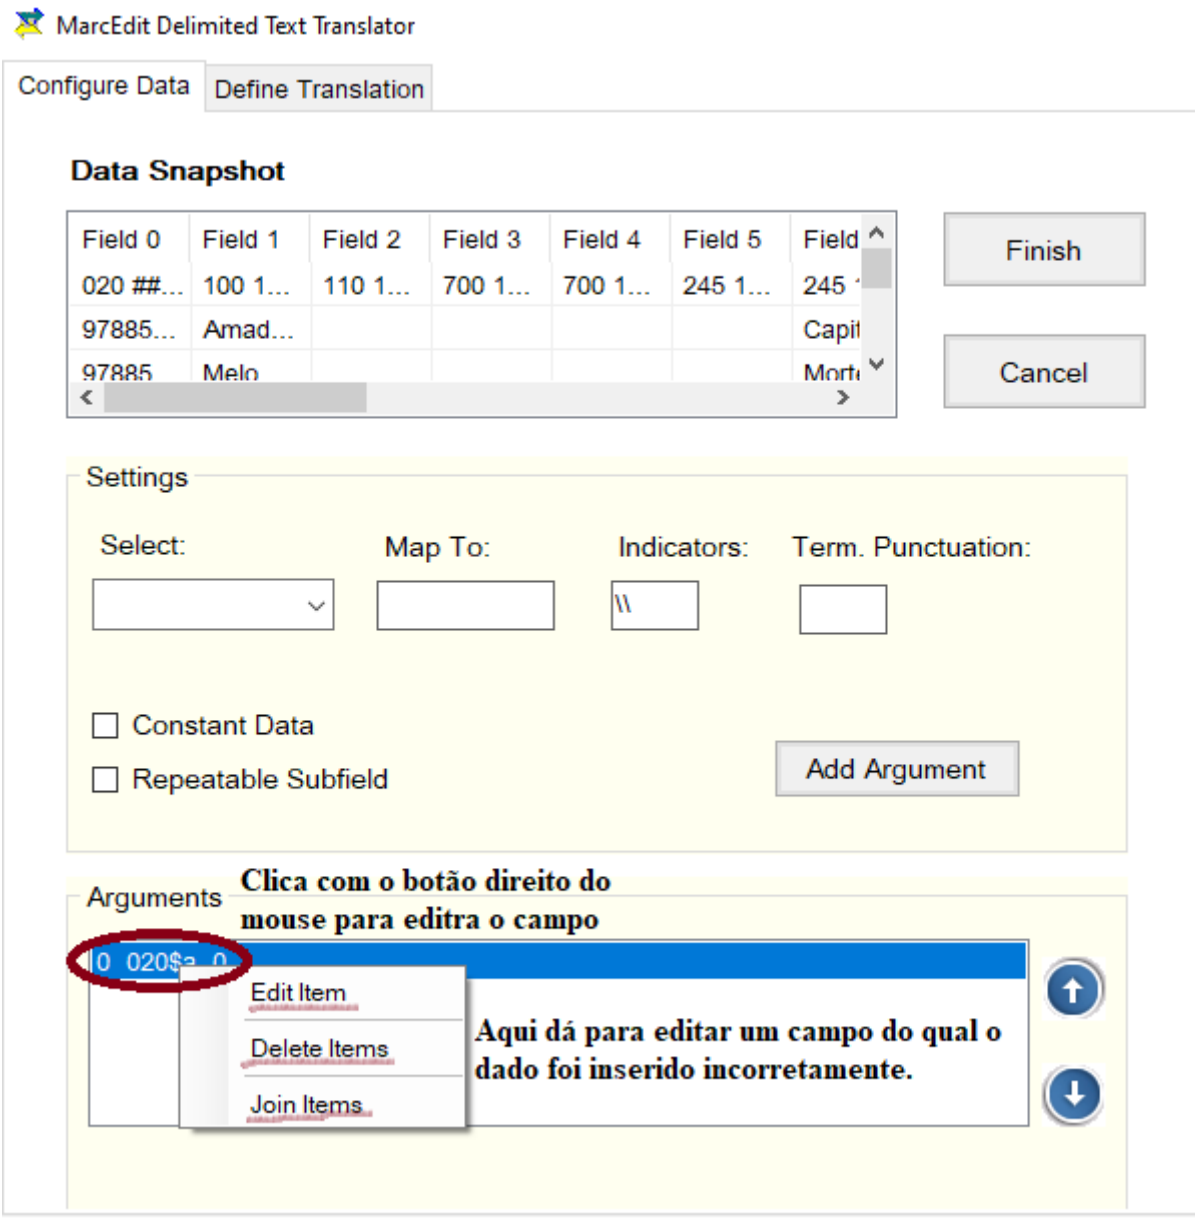 MarcEdit Delimited Text Translator
Configure Data
Define Translation
Data Snapshot
Field 0 Field 1 Field 2 Field 3 Field 4 Field 5 Field
020 ##... 100 1... 110 1... 700 1... 700 1... 245 1... 245
97885... Amad... Capit
97885 Melo Morte
Finish
Cancel
Settings
Select:
Map To:
Indicators:
Term. Punctuation:
\\
Constant Data
Repeatable Subfield
Add Argument
Arguments
Clica com o botão direito do
mouse para editra o campo
0 020$a 0
Edit Item
Delete Items
Join Items
Aqui dá para editar um campo do qual o
dado foi inserido incorretamente.